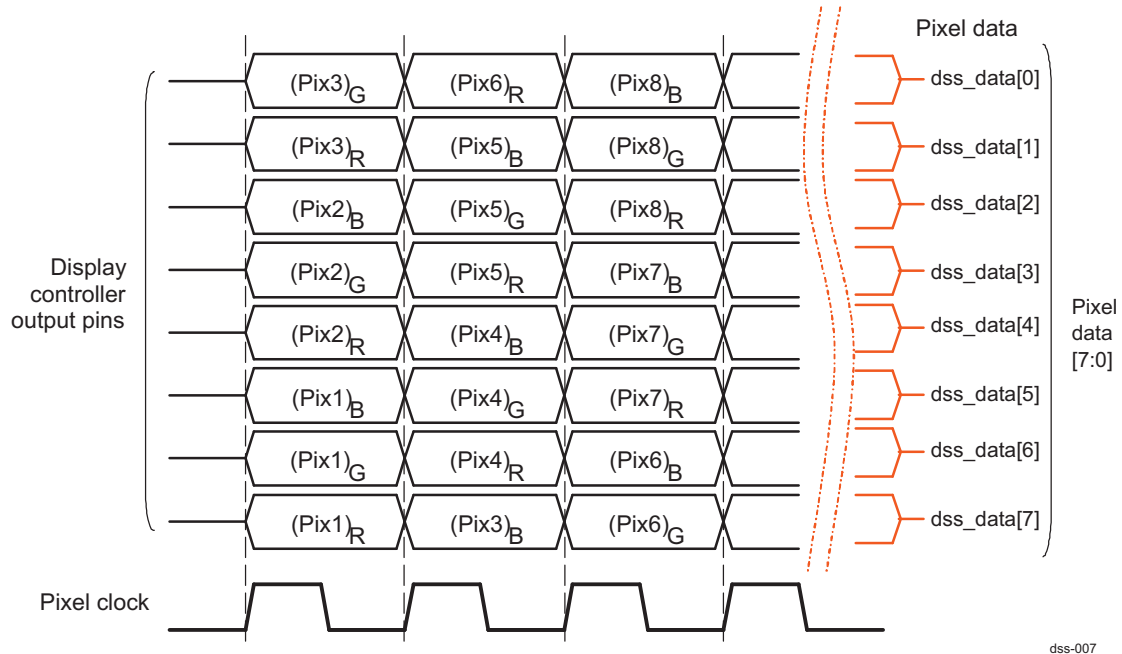 Pixel data
(Pix3)G (Pix6)R (Pix8)B dss_data[0]
(Pix3)R (Pix5)B (Pix8)G dss_data[1]
(Pix2)B (Pix5)G (Pix8)R dss_data[2]
(Pix2)G (Pix5)R (Pix7)B dss_data[3]
(Pix2)R (Pix4)B (Pix7)G dss_data[4]
(Pix1)B (Pix4)G (Pix7)R dss_data[5]
(Pix1)G (Pix4)R (Pix6)B dss_data[6]
(Pix1)R (Pix3)B (Pix6)G dss_data[7]
Display
controller
output pins
Pixel
data
[7:0]
Pixel clock
dss-007